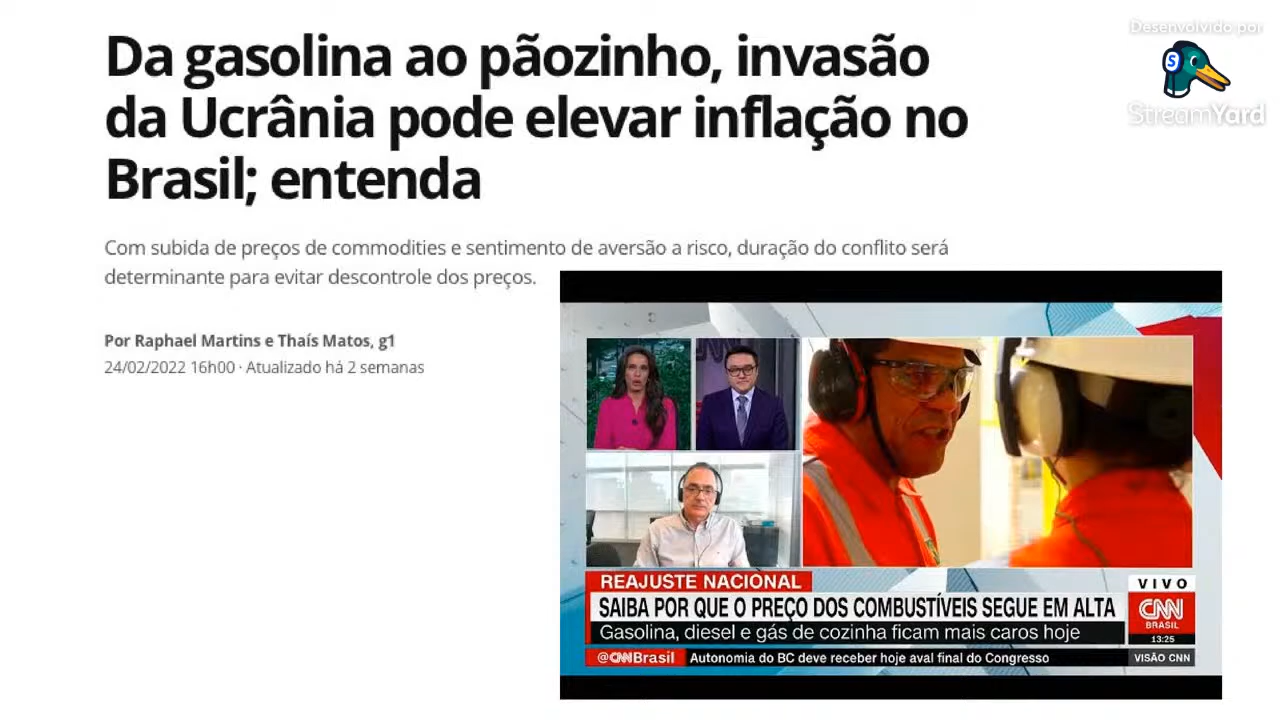 Desenvolvido por
StreamYard
Da gasolina ao pãozinho, invasão
da Ucrânia pode elevar inflação no
Brasil; entenda
Com subida de preços de commodities e sentimento de aversão a risco, duração do conflito será
determinante para evitar descontrole dos preços.
Por Raphael Martins e Thaís Matos, g1
24/02/2022 16h00 · Atualizado há 2 semanas
REAJUSTE NACIONAL
SAIBA POR QUE O PREÇO DOS COMBUSTÍVEIS SEGUE EM ALTA
Gasolina, diesel e gás de cozinha ficam mais caros hoje
@CNNBrasil
Autonomia do BC deve receber hoje aval final do Congresso
VIVO
CNN
BRASIL
13:25
VISÃO CNN